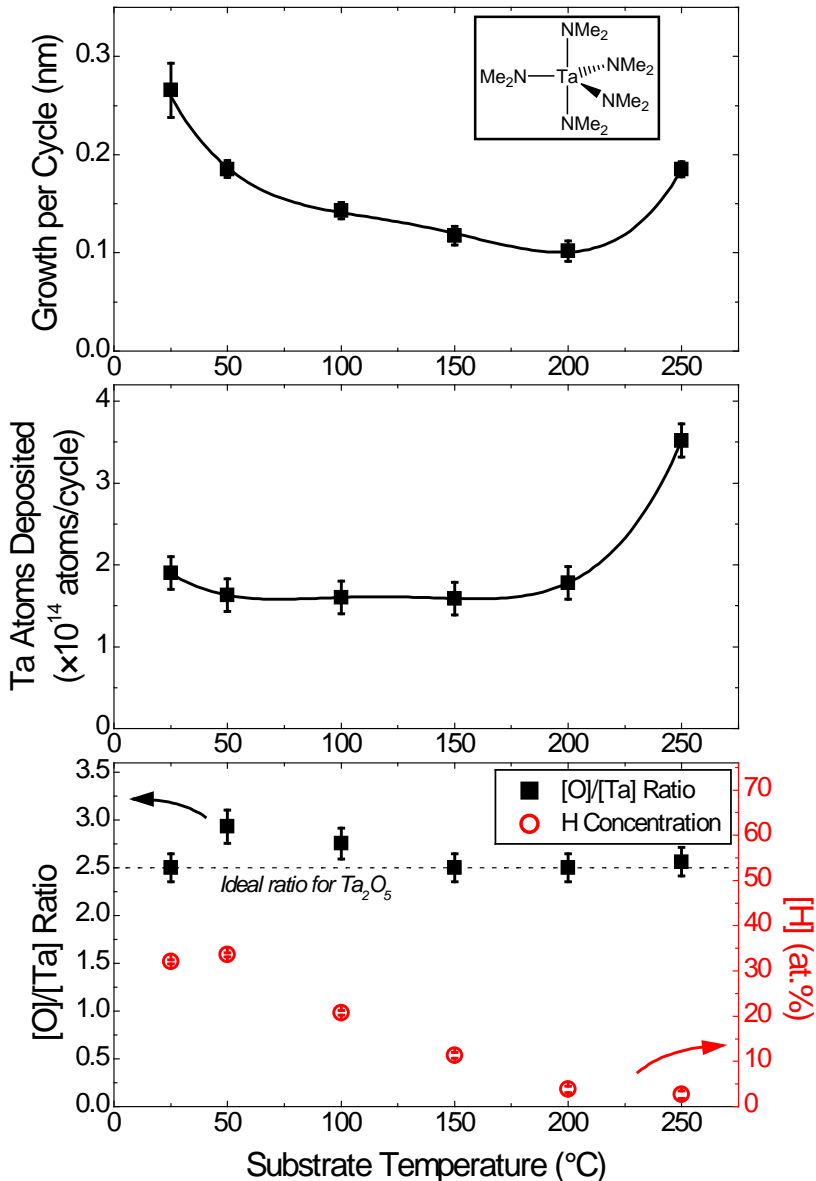 NMe2
Me2N
Ta
NMe2
NMe2
NMe2
Growth per Cycle (nm)
0.3
0.2
0.1
0.0
0 50 100 150 200 250
Ta Atoms Deposited
(×10^14 atoms/cycle)
4
3
2
1
0
0 50 100 150 200 250
[O]/[Ta] Ratio
3.5
3.0
2.5
2.0
1.5
1.0
0.5
0.0
[O]/[Ta] Ratio
H Concentration
Ideal ratio for Ta2O5
70
60
50
40
30
20
10
0
[H] (at.%)
0 50 100 150 200 250
Substrate Temperature (°C)